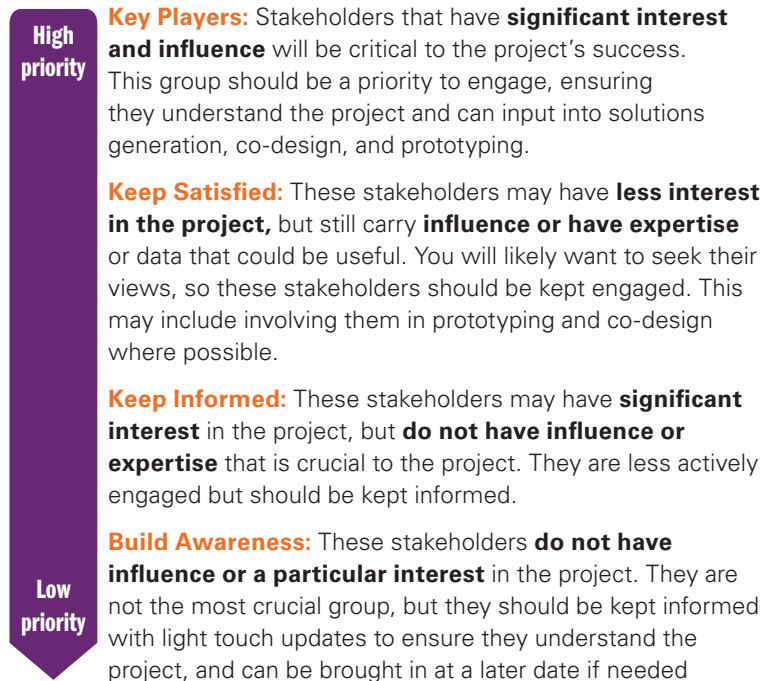 High
priority
Key Players: Stakeholders that have significant interest
and influence will be critical to the project’s success.
This group should be a priority to engage, ensuring
they understand the project and can input into solutions
generation, co-design, and prototyping.
Keep Satisfied: These stakeholders may have less interest
in the project, but still carry influence or have expertise
or data that could be useful. You will likely want to seek their
views, so these stakeholders should be kept engaged. This
may include involving them in prototyping and co-design
where possible.
Keep Informed: These stakeholders may have significant
interest in the project, but do not have influence or
expertise that is crucial to the project. They are less actively
engaged but should be kept informed.
Build Awareness: These stakeholders do not have
influence or a particular interest in the project. They are
not the most crucial group, but they should be kept informed
with light touch updates to ensure they understand the
project, and can be brought in at a later date if needed
Low
priority